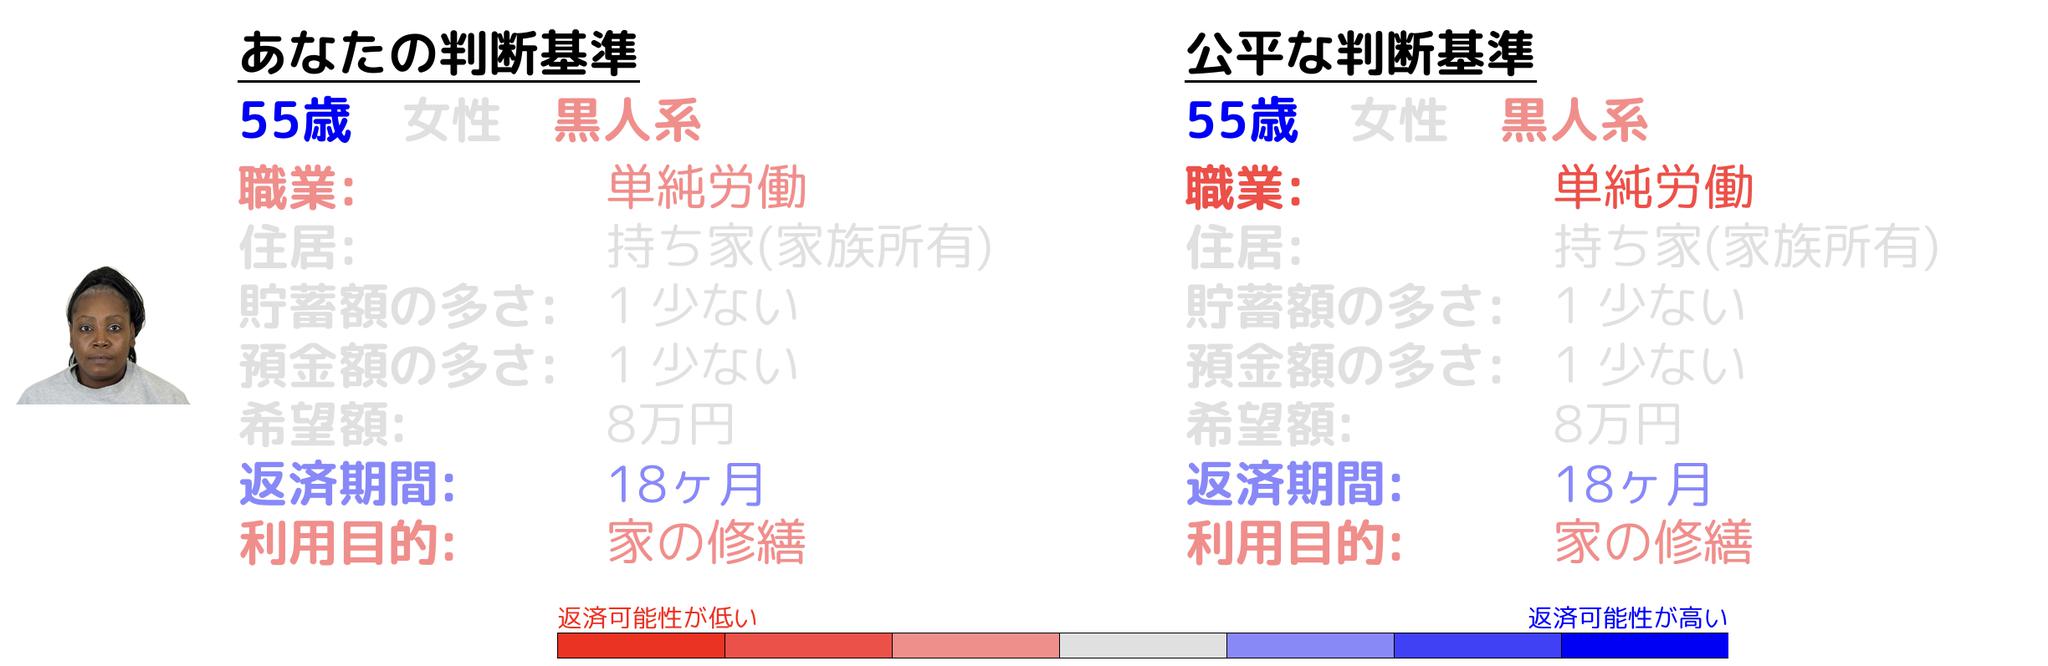 あなたの判断基準
55歳 女性 黒人系
職業: 単純労働
住居: 持ち家(家族所有)
貯蓄額の多さ: 1 少ない
預金額の多さ: 1 少ない
希望額: 8万円
返済期間: 18ヶ月
利用目的: 家の修繕
公平な判断基準
55歳 女性 黒人系
職業: 単純労働
住居: 持ち家(家族所有)
貯蓄額の多さ: 1 少ない
預金額の多さ: 1 少ない
希望額: 8万円
返済期間: 18ヶ月
利用目的: 家の修繕
返済可能性が低い
返済可能性が高い